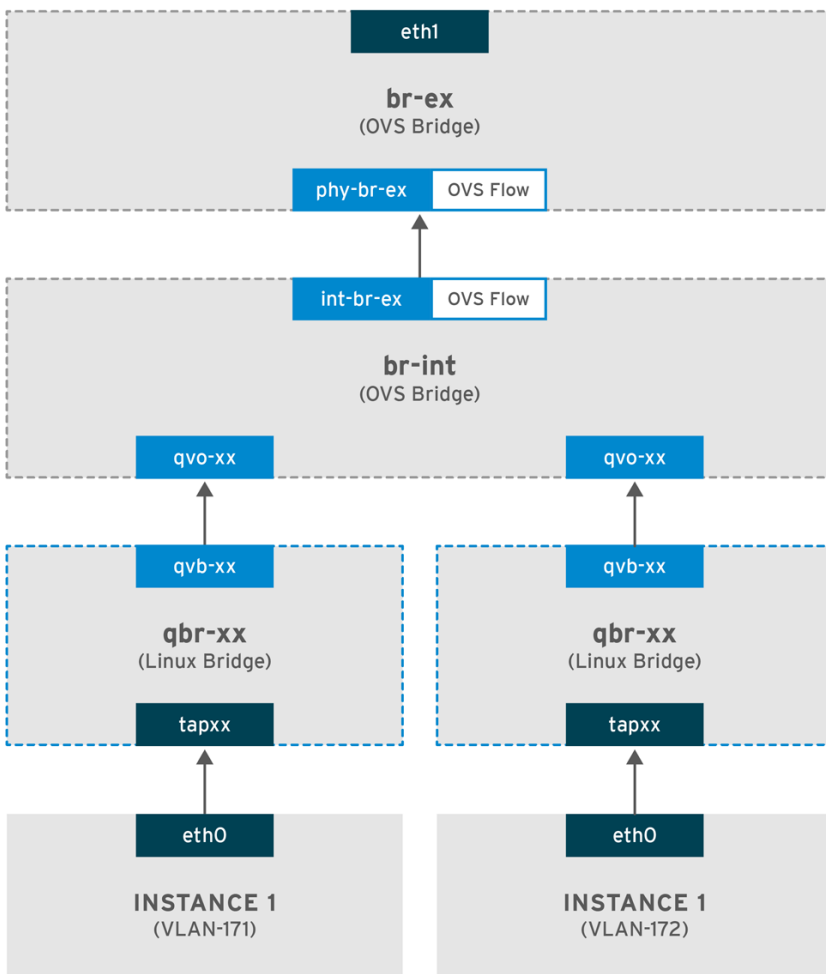 eth1
br-ex
(OVS Bridge)
phy-br-ex OVS Flow
int-br-ex OVS Flow
br-int
(OVS Bridge)
qvo-xx qvo-xx
qvb-xx qvb-xx
qbr-xx qbr-xx
(Linux Bridge) (Linux Bridge)
tapxx tapxx
eth0 eth0
INSTANCE 1 INSTANCE 1
(VLAN-171) (VLAN-172)